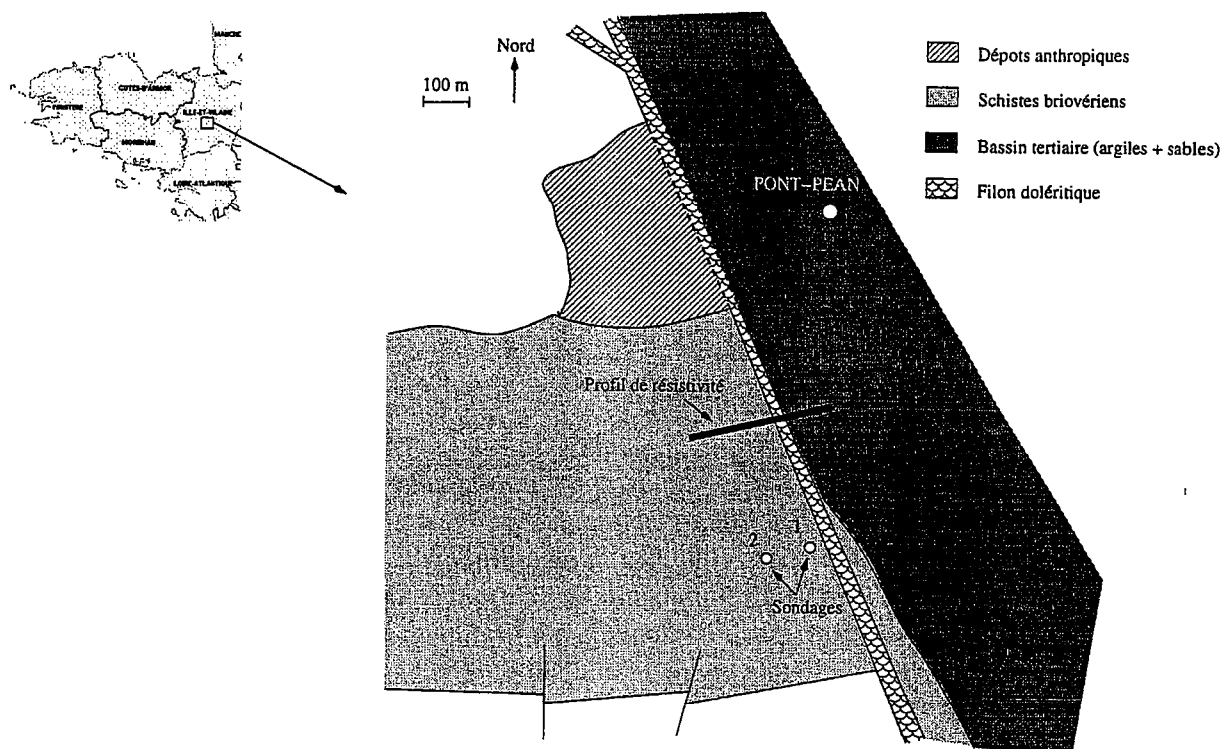 MANCHE
COTES-D'ARMOR
FINISTERE
ILLE-ET-VILAINE
MORBIHAN
LOIRE-ATLANTIQUE
Nord
100 m
Dépots anthropiques
Schistes briovériens
Bassin tertiaire (argiles + sables)
Filon doléritique
PONT-PEAN
Profil de résistivité
1
2
Sondages